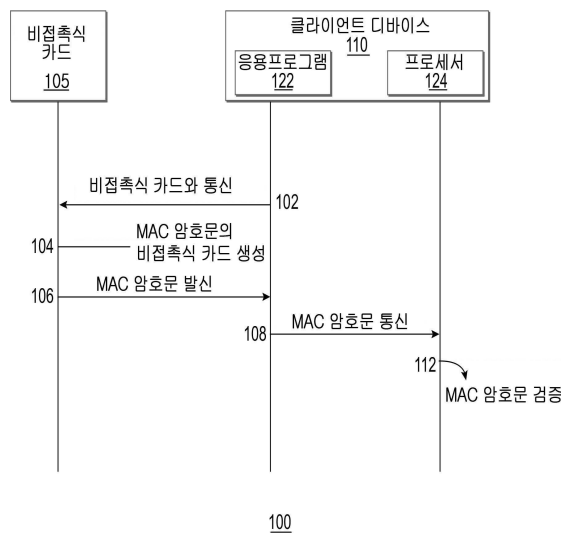 비접촉식
카드
105
클라이언트 디바이스
110
응용프로그램
122
프로세서
124
비접촉식 카드와 통신
102
104
MAC 암호문의
비접촉식 카드 생성
106
MAC 암호문 발신
108
MAC 암호문 통신
112
MAC 암호문 검증
100